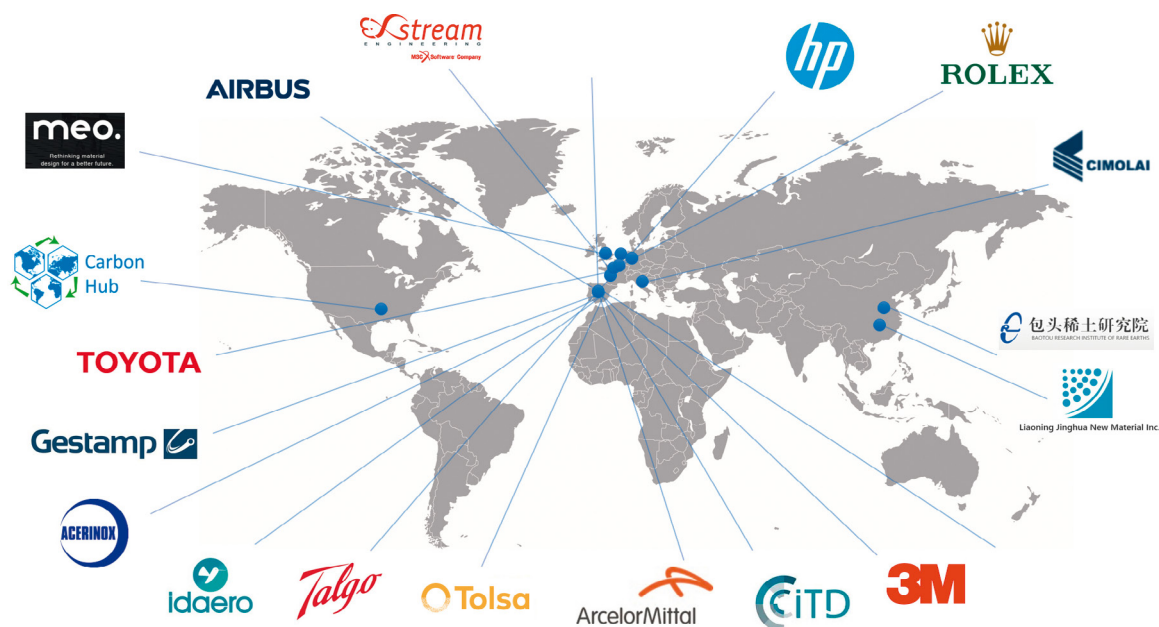 eXstream
ENGINEERING
MSC Software Company
hp
ROLEX
AIRBUS
meo.
Rethinking material
design for a better future.
CIMOLAI
Carbon
Hub
包头稀土研究院
BAOTOU RESEARCH INSTITUTE OF RARE EARTHS
TOYOTA
Liaoning Jinghua New Material Inc.
Gestamp
ACERINOX
idaero
Talgo
Tolsa
ArcelorMittal
CiTD
3M